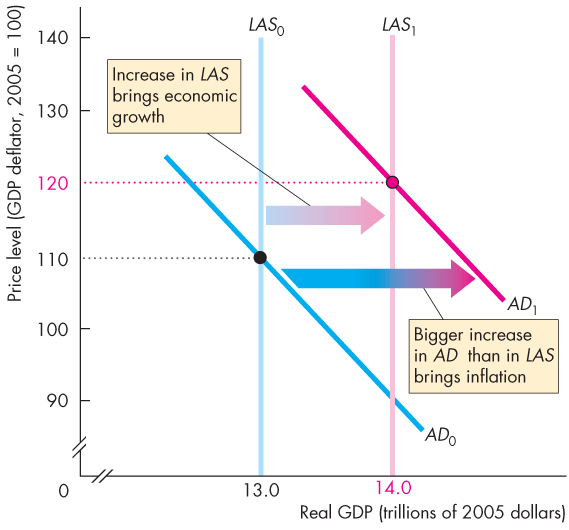 Price level (GDP deflator, 2005 = 100)
LAS₀
LAS₁
140
Increase in LAS
brings economic
growth
130
120
110
100
AD₁
Bigger increase
in AD than in LAS
brings inflation
90
AD₀
0
13.0
14.0
Real GDP (trillions of 2005 dollars)